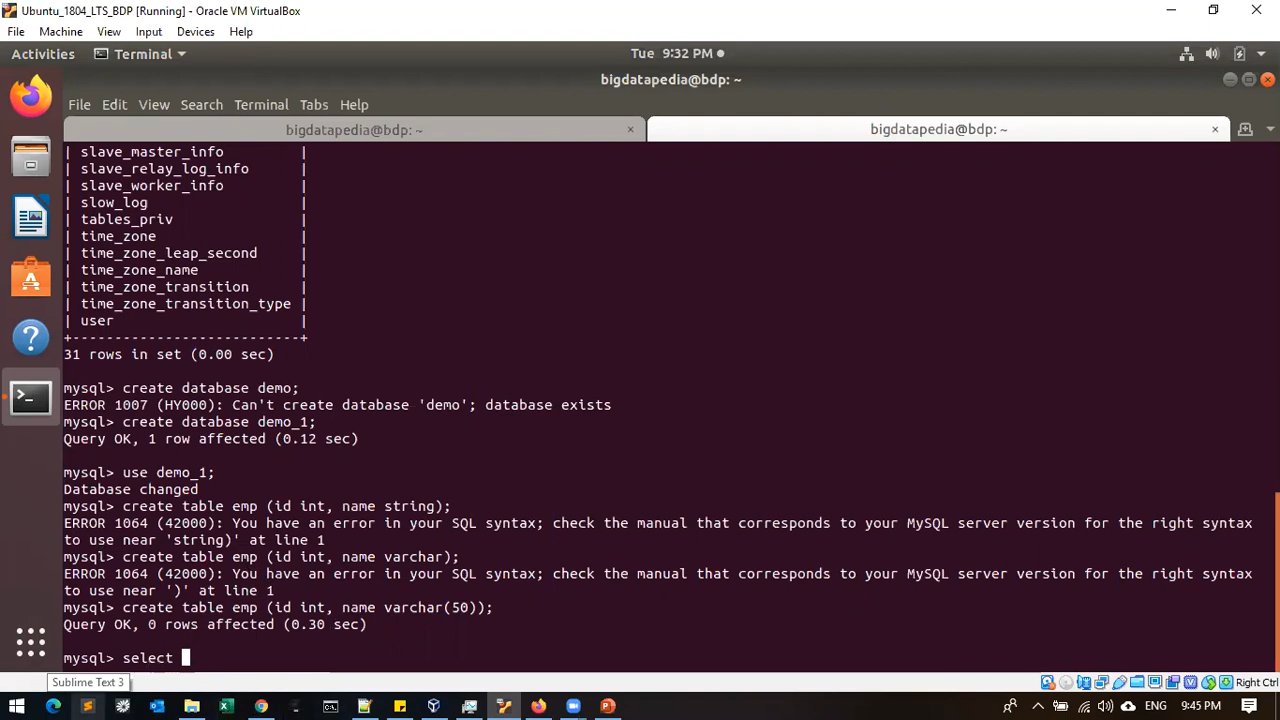 Ubuntu_1804_LTS_BDP [Running] - Oracle VM VirtualBox
File Machine View Input Devices Help
Activities Terminal Tue 9:32 PM
bigdatapedia@bdp: ~
File Edit View Search Terminal Tabs Help
bigdatapedia@bdp: ~ bigdatapedia@bdp: ~
| slave_master_info |
| slave_relay_log_info |
| slave_worker_info |
| slow_log |
| tables_priv |
| time_zone |
| time_zone_leap_second |
| time_zone_name |
| time_zone_transition |
| time_zone_transition_type |
| user |
+---------------------------+
31 rows in set (0.00 sec)
mysql> create database demo;
ERROR 1007 (HY000): Can't create database 'demo'; database exists
mysql> create database demo_1;
Query OK, 1 row affected (0.12 sec)
mysql> use demo_1;
Database changed
mysql> create table emp (id int, name string);
ERROR 1064 (42000): You have an error in your SQL syntax; check the manual that corresponds to your MySQL server version for the right syntax
to use near 'string)' at line 1
mysql> create table emp (id int, name varchar);
ERROR 1064 (42000): You have an error in your SQL syntax; check the manual that corresponds to your MySQL server version for the right syntax
to use near ')' at line 1
mysql> create table emp (id int, name varchar(50));
Query OK, 0 rows affected (0.30 sec)
mysql> select
Sublime Text 3
Right Ctrl
ENG 9:45 PM